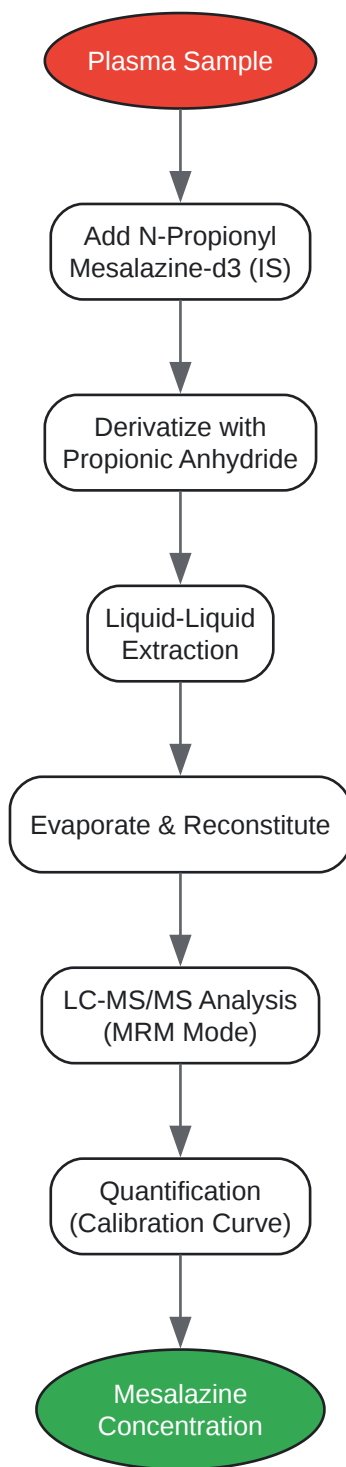 Plasma Sample
Add N-Propionyl
Mesalazine-d3 (IS)
Derivatize with
Propionic Anhydride
Liquid-Liquid
Extraction
Evaporate & Reconstitute
LC-MS/MS Analysis
(MRM Mode)
Quantification
(Calibration Curve)
Mesalazine
Concentration